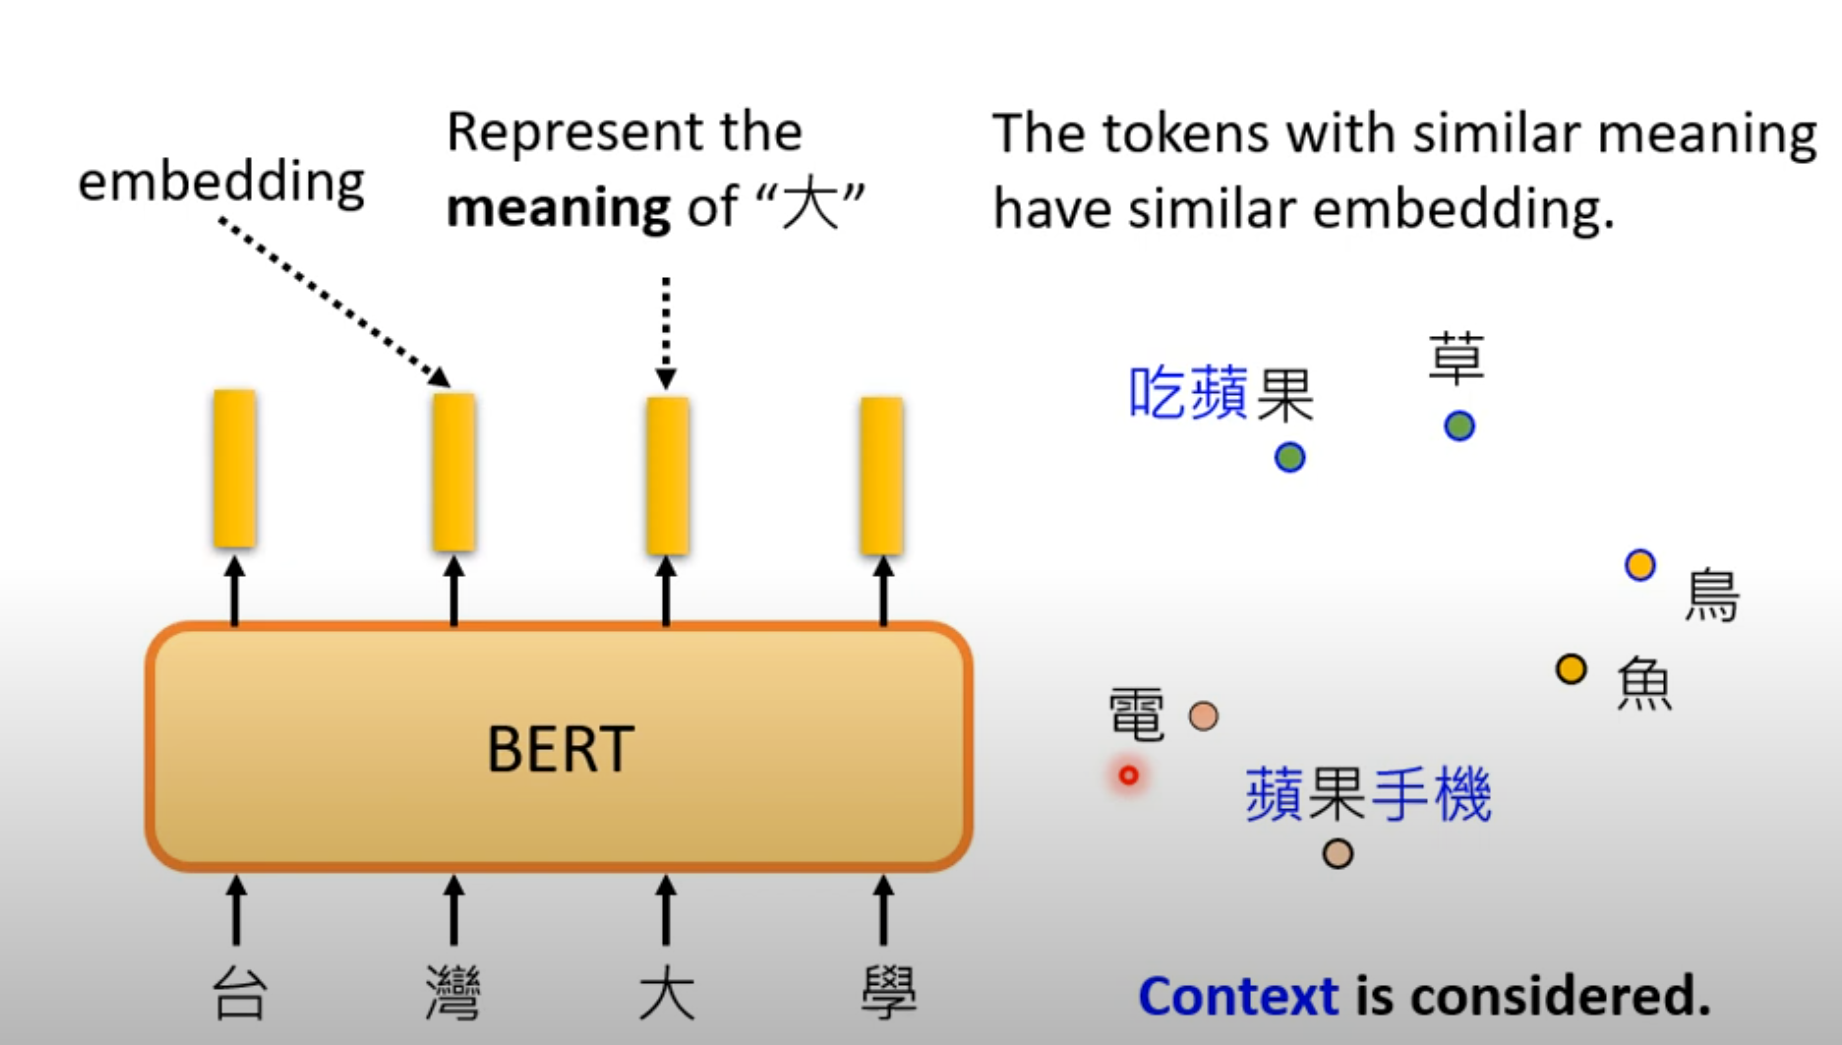 embedding
Represent the
meaning of “大”
The tokens with similar meaning
have similar embedding.
吃蘋果
草
鳥
魚
電
蘋果手機
BERT
台 灣 大 學
Context is considered.